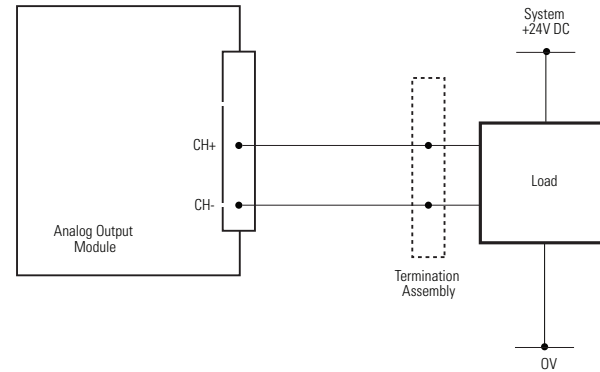 System
+24V DC
CH+
Load
CH-
Analog Output
Module
Termination
Assembly
0V